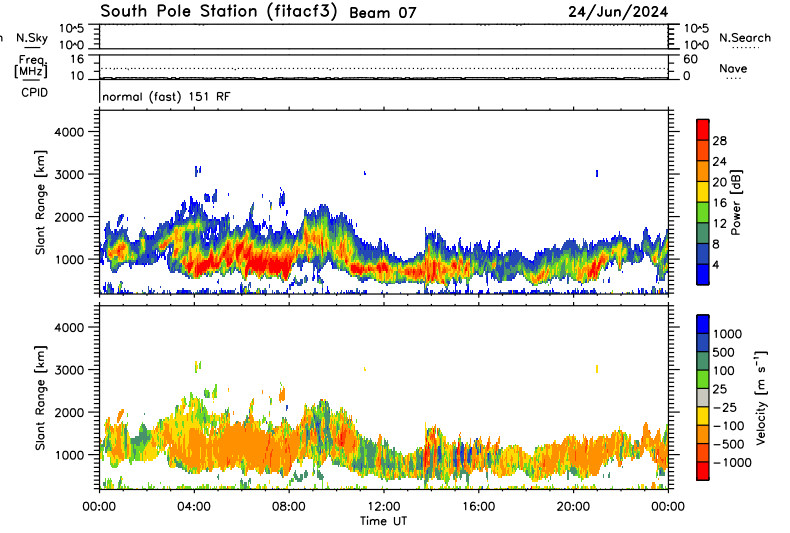 South Pole Station (fitacf3) Beam 07 24/Jun/2024
n N.Sky 10^5 10^0 10^5 10^0 N.Search
Freq. [MHz] 16 10 60 0 Nave
CPID normal (fast) 151 RF
Slant Range [km]
4000
3000
2000
1000
28
24
20
16
12
8
4
Power [dB]
Slant Range [km]
4000
3000
2000
1000
1000
500
100
25
-25
-100
-500
-1000
Velocity [m s⁻¹]
00:00 04:00 08:00 12:00 16:00 20:00 00:00
Time UT